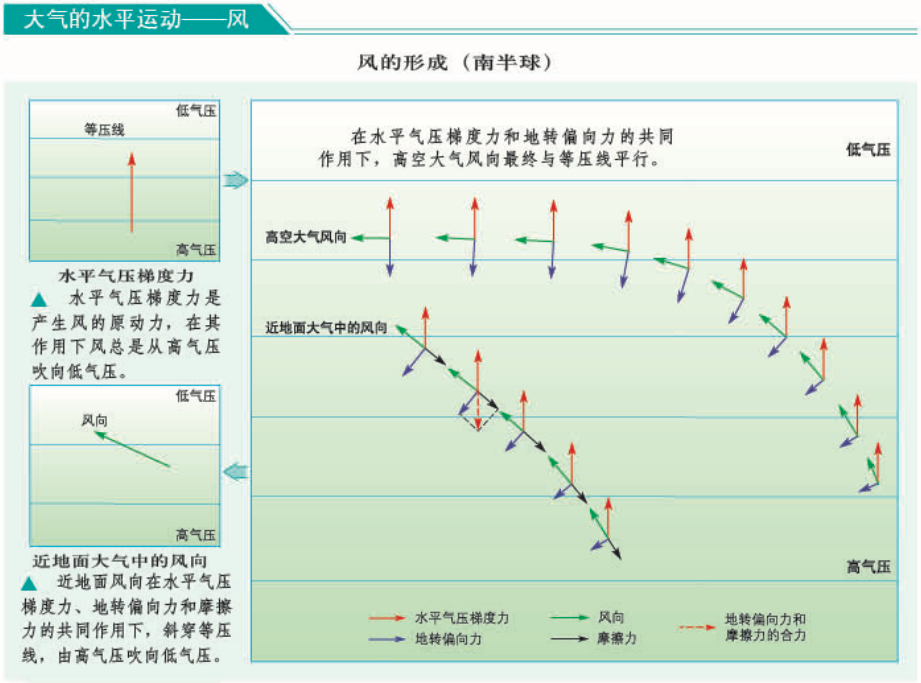 大气的水平运动——风
风的形成（南半球）
低气压
等压线
高气压
水平气压梯度力
▲ 水平气压梯度力是
产生风的原动力，在其
作用下风总是从高气压
吹向低气压。
低气压
风向
高气压
近地面大气中的风向
▲ 近地面风向在水平气压
梯度力、地转偏向力和摩擦
力的共同作用下，斜穿等压
线，由高气压吹向低气压。
在水平气压梯度力和地转偏向力的共同
作用下，高空大气风向最终与等压线平行。
低气压
高空大气风向
近地面大气中的风向
高气压
水平气压梯度力
风向
地转偏向力和
摩擦力的合力
地转偏向力
摩擦力